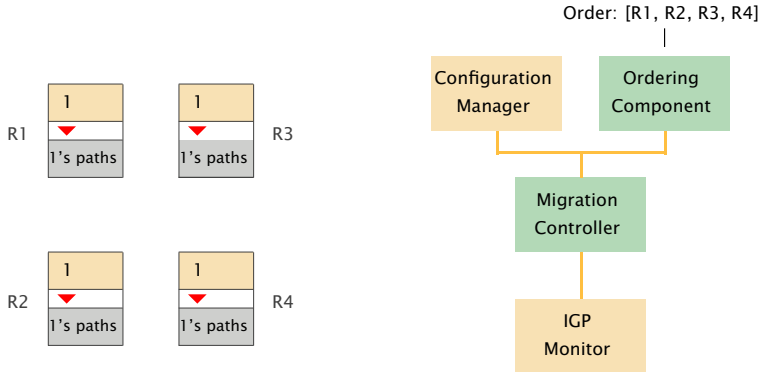 Order: [R1, R2, R3, R4]
Configuration
Manager
Ordering
Component
1
1
R1
R3
1's paths
1's paths
Migration
Controller
1
1
R2
R4
1's paths
1's paths
IGP
Monitor